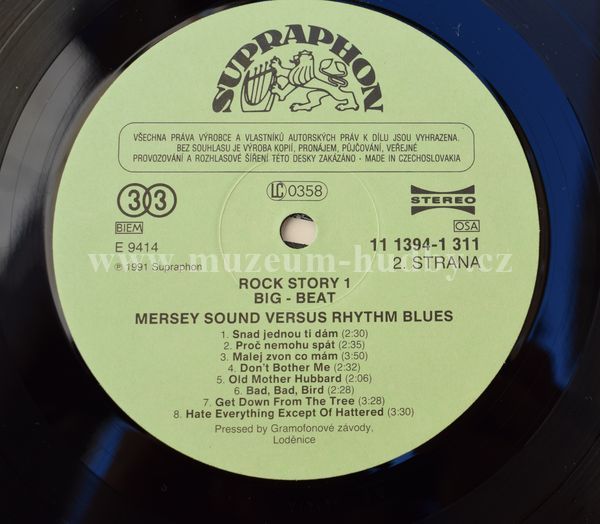 SUPRAPHON
VŠECHNA PRÁVA VÝROBCE A VLASTNÍKŮ AUTORSKÝCH PRÁV K DÍLU JSOU VYHRAZENA.
BEZ SOUHLASU JE VÝROBA KOPIÍ, PRONÁJEM, PŮJČOVÁNÍ, VEŘEJNÉ
PROVOZOVÁNÍ A ROZHLASOVÉ ŠÍŘENÍ TÉTO DESKY ZAKÁZÁNO - MADE IN CZECHOSLOVAKIA
33
LC 0358
STEREO
BIEM
OSA
E 9414
11 1394-1 311
℗ 1991 Supraphon
2. STRANA
www.muzeum-hudby.cz
ROCK STORY 1
BIG - BEAT
MERSEY SOUND VERSUS RHYTHM BLUES
1. Snad jednou ti dám (2:30)
2. Proč nemohu spát (2:35)
3. Malej zvon co mám (3:50)
4. Don't Bother Me (2:32)
5. Old Mother Hubbard (2:06)
6. Bad, Bad, Bird (2:28)
7. Get Down From The Tree (3:28)
8. Hate Everything Except Of Hattered (3:30)
Pressed by Gramofonové závody,
Loděnice